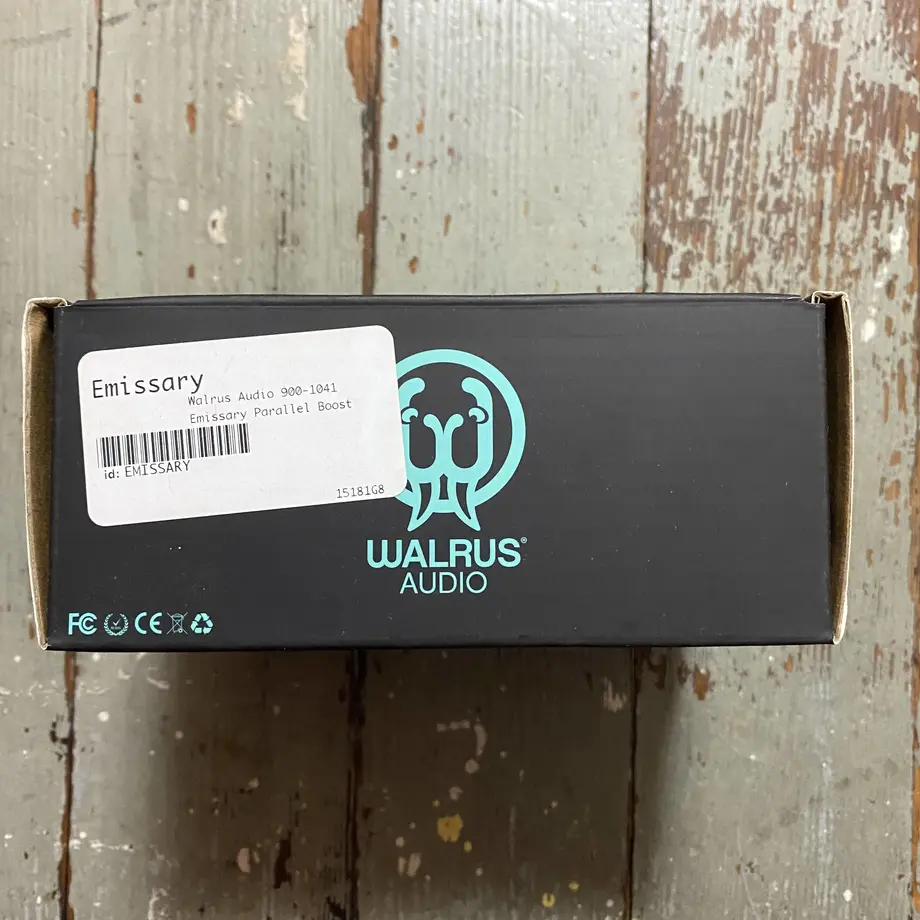 Emissary
Walrus Audio 900-1041
Emissary Parallel Boost
id: EMISSARY
15181G8
WALRUS®
AUDIO
FC CE